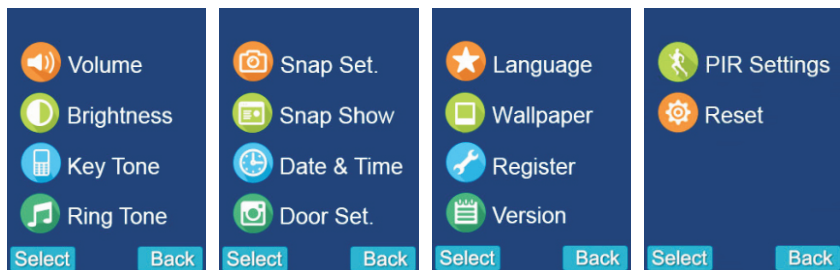 Volume
Brightness
Key Tone
Ring Tone
Select Back
Snap Set.
Snap Show
Date & Time
Door Set.
Select Back
Language
Wallpaper
Register
Version
Select Back
PIR Settings
Reset
Select Back